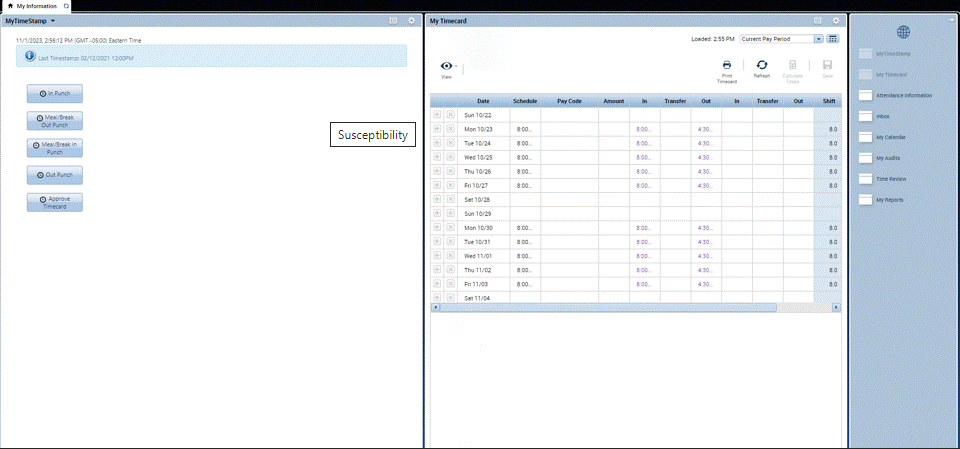 My Information
MyTimeStamp
11/1/2023, 2:56:12 PM (GMT -05:00) Eastern Time
Last Timestamp: 02/12/2021 12:00PM
In Punch
Meal/Break
Out Punch
Meal/Break In
Punch
Out Punch
Approve
Timecard
Susceptibility
My Timecard
Loaded: 2:55 PM Current Pay Period
View
Print
Timecard
Refresh
Calculate
Totals
Save
Date Schedule Pay Code Amount In Transfer Out In Transfer Out Shift
Sun 10/22
Mon 10/23 8:00... 8:00... 4:30... 8.0
Tue 10/24 8:00... 8:00... 4:30... 8.0
Wed 10/25 8:00... 8:00... 4:30... 8.0
Thu 10/26 8:00... 8:00... 4:30... 8.0
Fri 10/27 8:00... 8:00... 4:30... 8.0
Sat 10/28
Sun 10/29
Mon 10/30 8:00... 8:00... 4:30... 8.0
Tue 10/31 8:00... 8:00... 4:30... 8.0
Wed 11/01 8:00... 8:00... 4:30... 8.0
Thu 11/02 8:00... 8:00... 4:30... 8.0
Fri 11/03 8:00... 8:00... 4:30... 8.0
Sat 11/04
MyTimeStamp
My Timecard
Attendance Information
Inbox
My Calendar
My Audits
Time Review
My Reports